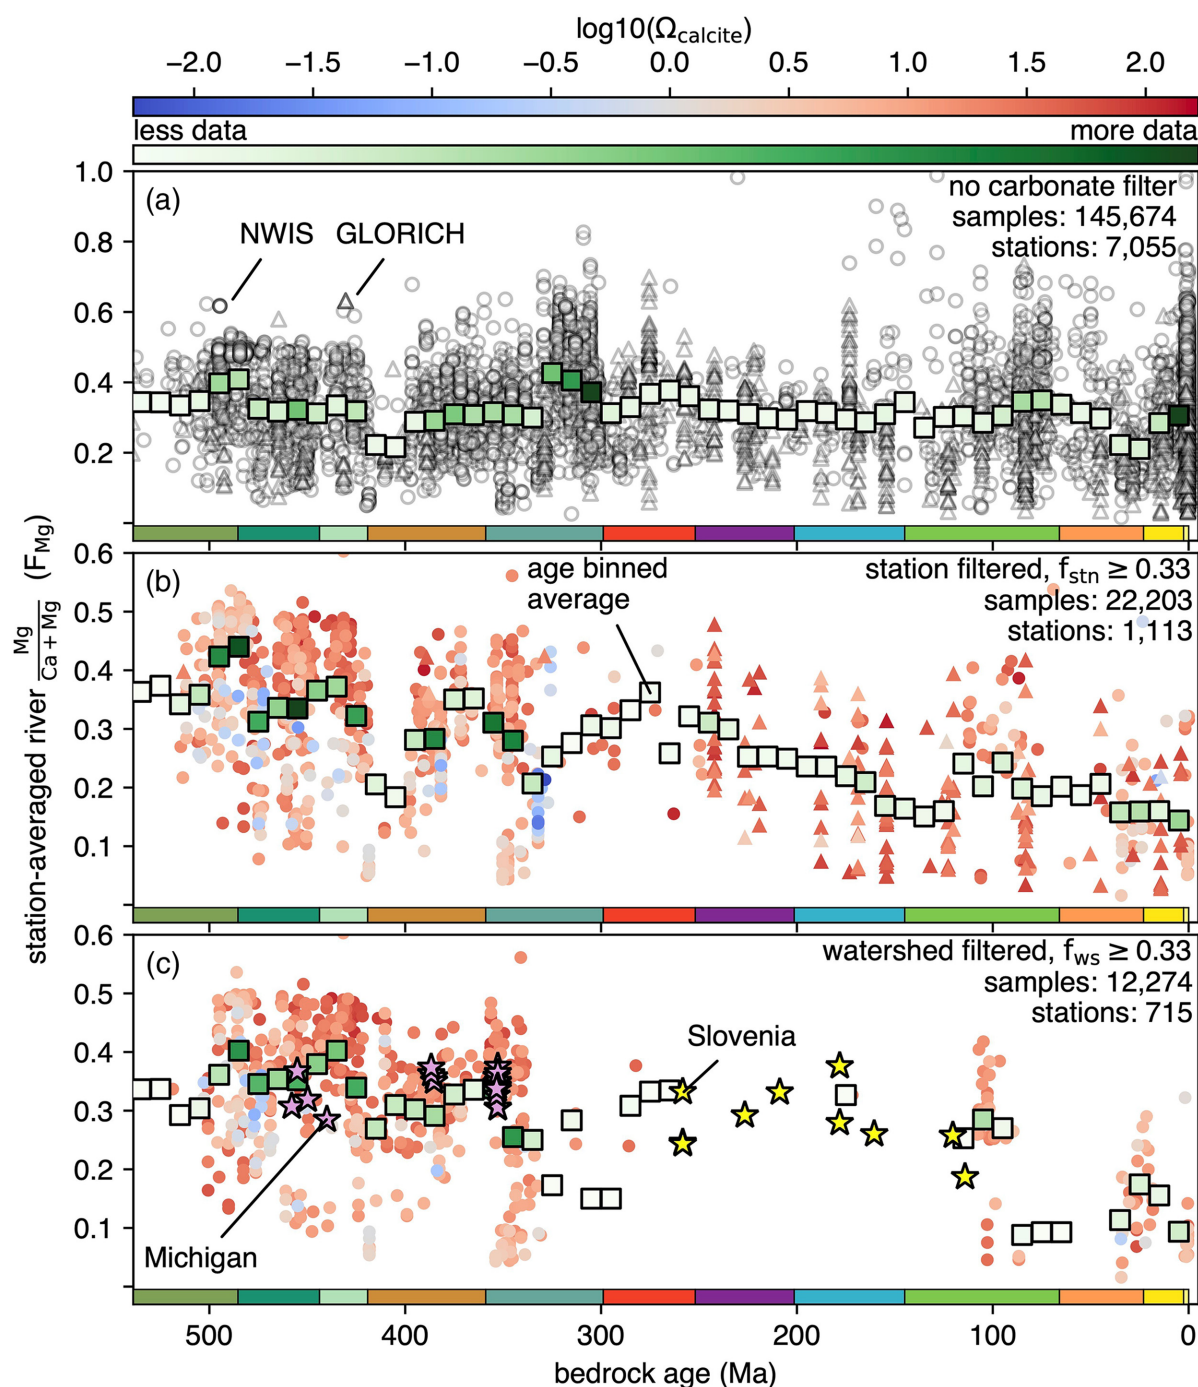 log10(Ω_calcite)
−2.0 −1.5 −1.0 −0.5 0.0 0.5 1.0 1.5 2.0
less data more data
1.0
0.8
0.6
0.4
0.2
(a)
NWIS GLORICH
no carbonate filter
samples: 145,674
stations: 7,055
station-averaged river Mg/(Ca + Mg) (F_Mg)
0.6
0.5
0.4
0.3
0.2
0.1
(b)
age binned
average
station filtered, f_stn ≥ 0.33
samples: 22,203
stations: 1,113
0.6
0.5
0.4
0.3
0.2
0.1
(c)
watershed filtered, f_ws ≥ 0.33
samples: 12,274
stations: 715
Slovenia
Michigan
500 400 300 200 100 0
bedrock age (Ma)